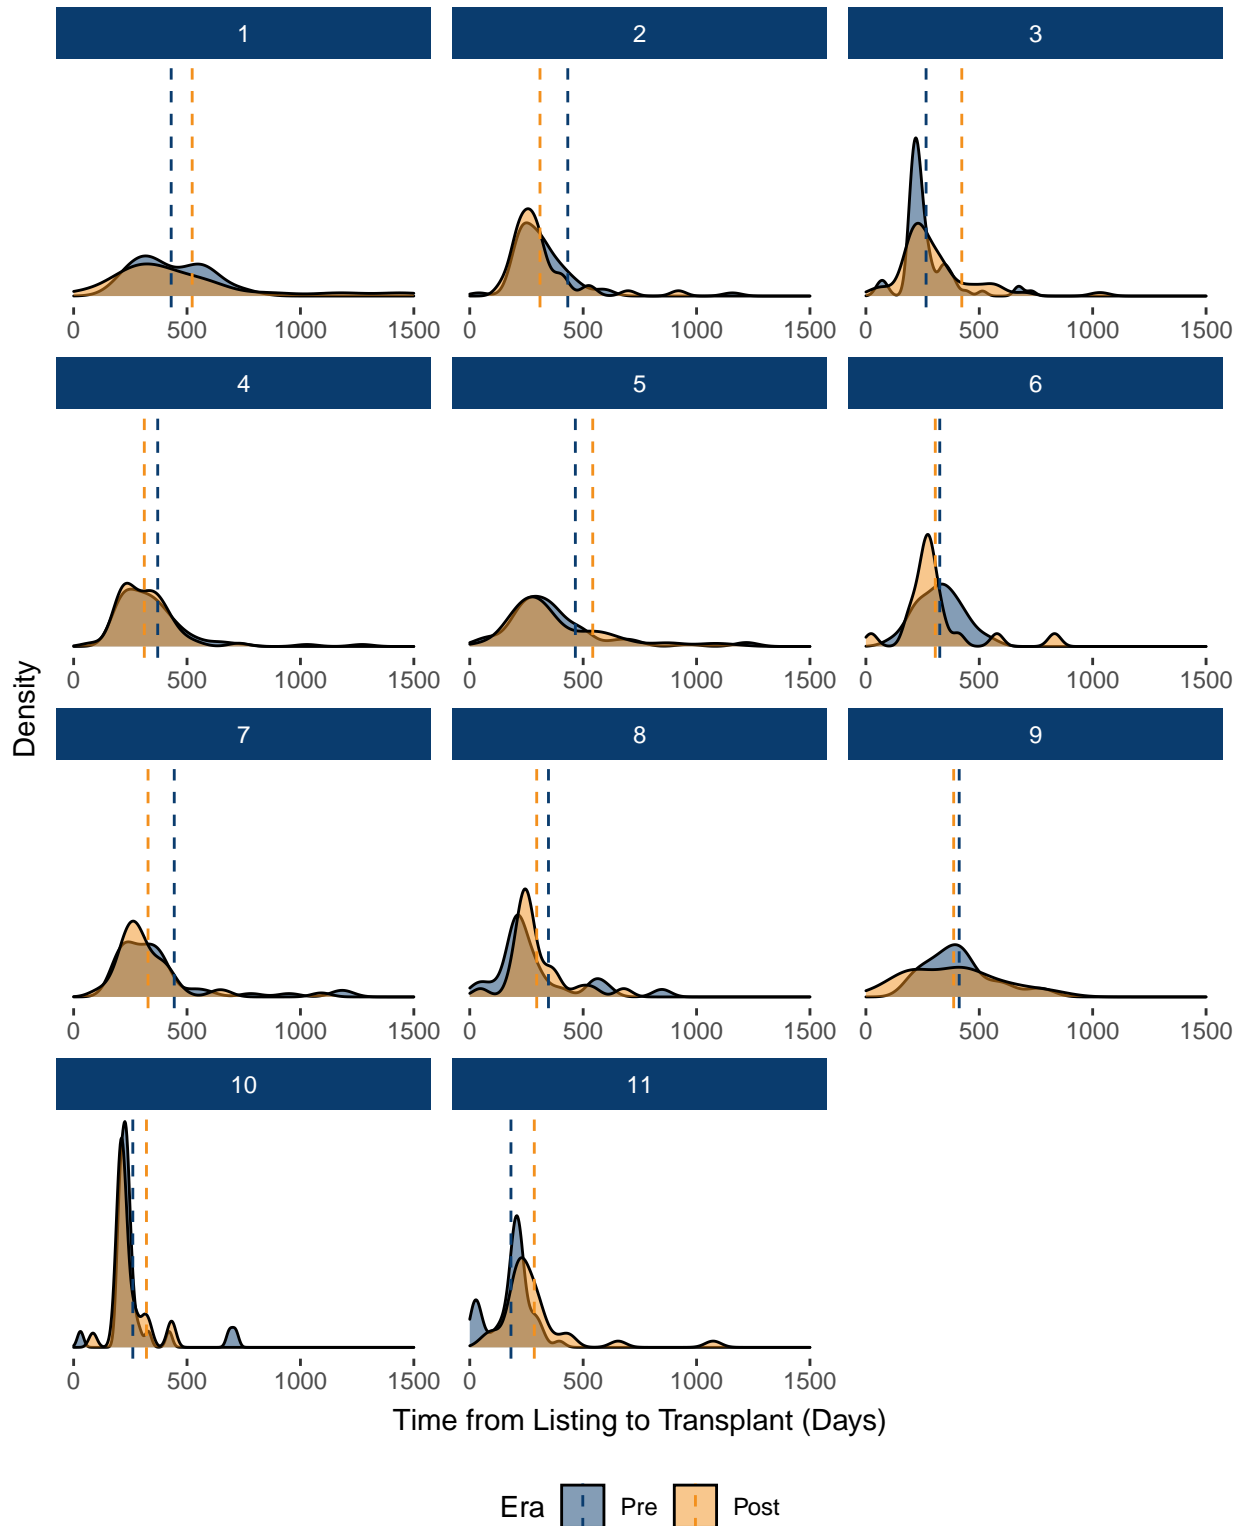 1 2 3
0 500 1000 1500 0 500 1000 1500 0 500 1000 1500
4 5 6
0 500 1000 1500 0 500 1000 1500 0 500 1000 1500
Density
7 8 9
0 500 1000 1500 0 500 1000 1500 0 500 1000 1500
10 11
0 500 1000 1500 0 500 1000 1500
Time from Listing to Transplant (Days)
Era Pre Post